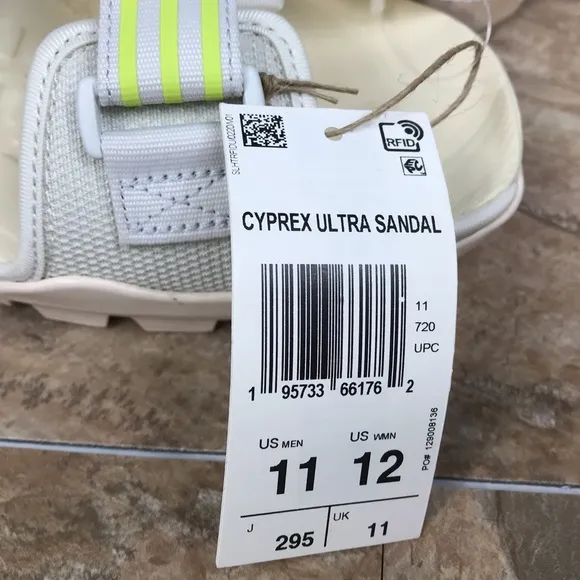 RFID
CYPREX ULTRA SANDAL
11
720
UPC
1 95733 66176 2
PO# 129008136
US MEN 11
US WMN 12
J 295
UK 11